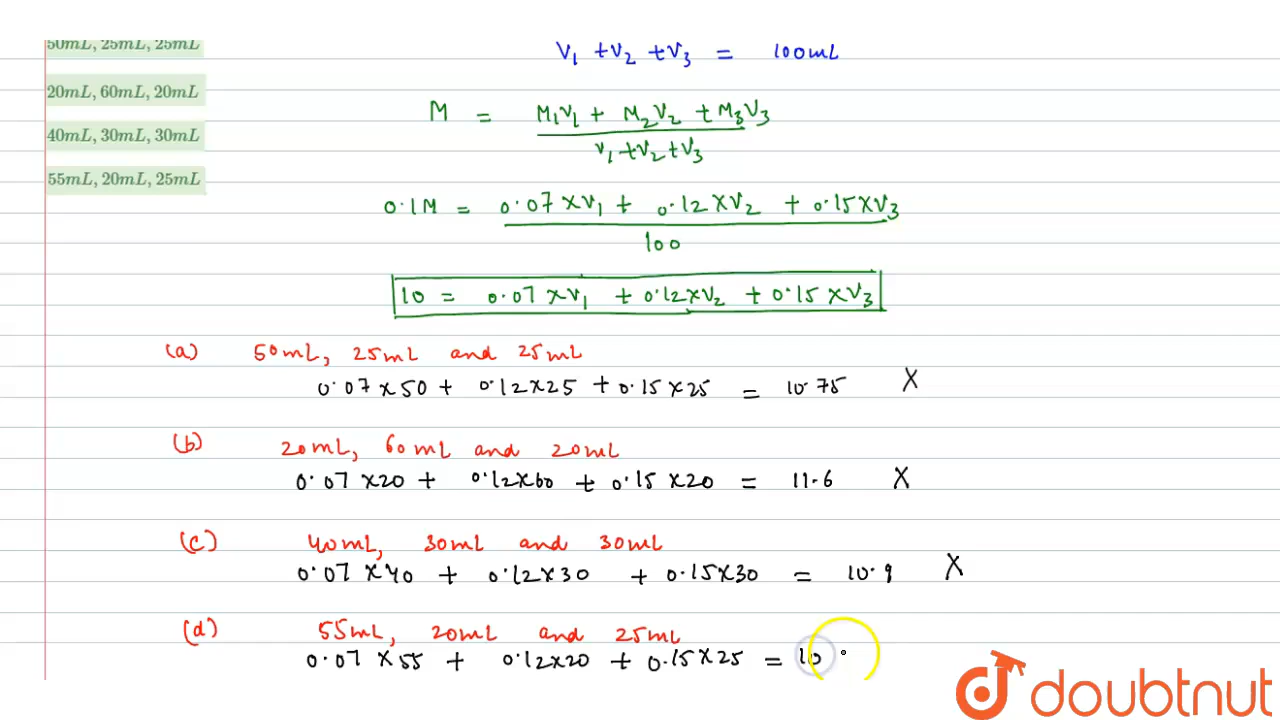 50mL, 25mL, 25mL
20mL, 60mL, 20mL
40mL, 30mL, 30mL
55mL, 20mL, 25mL
V₁ + V₂ + V₃ = 100mL
M = M₁V₁ + M₂V₂ + M₃V₃
V₁ + V₂ + V₃
0.1M = 0.07 × V₁ + 0.12 × V₂ + 0.15 × V₃
100
10 = 0.07 × V₁ + 0.12 × V₂ + 0.15 × V₃
(a) 50mL, 25mL and 25mL
0.07 × 50 + 0.12 × 25 + 0.15 × 25 = 10.75 X
(b) 20mL, 60mL and 20mL
0.07 × 20 + 0.12 × 60 + 0.15 × 20 = 11.6 X
(c) 40mL, 30mL and 30mL
0.07 × 40 + 0.12 × 30 + 0.15 × 30 = 10.9 X
(d) 55mL, 20mL and 25mL
0.07 × 55 + 0.12 × 20 + 0.15 × 25 = 10.
doubtnut